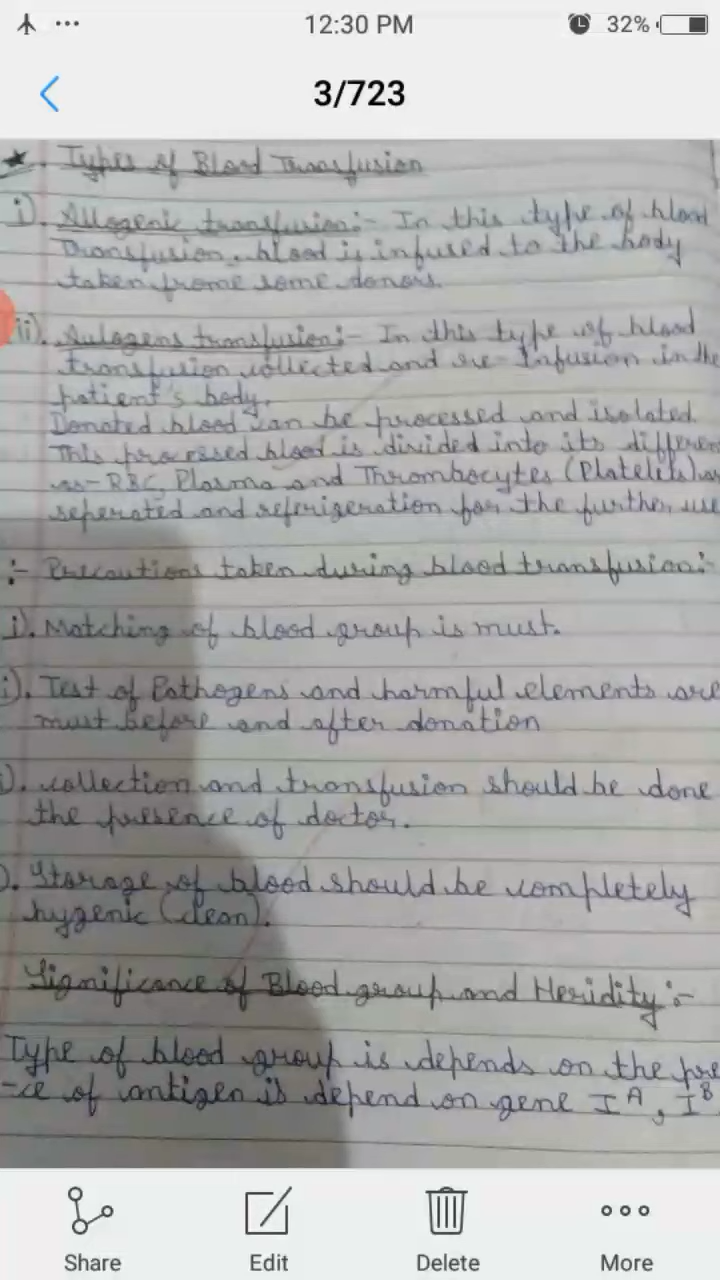 12:30 PM
32%
3/723
Types of Blood Transfusion
i). Allogenic transfusion:- In this type of blood
Transfusion, blood is infused to the body
taken frome some donors.
ii). Autogens transfusion:- In this type of blood
transfusion collected and re-Infusion in the
patient's body.
Donated blood can be processed and isolated.
This processed blood is divided into its differen
as- RBC, Plasma and Thrombocytes (Platelets) ar
seperated and referigeration for the further use
:- Precautions taken during blood transfusion:-
i). Matching of blood group is must.
i). Test of Pathogens and harmful elements are
must before and after donation
). collection and transfusion should be done
the presence of doctor.
). Storage of blood should be completely
hygenic (clean).
Significance of Blood group and Heridity:-
Type of blood group is depends on the pre
-ce of antigen is depend on gene I^A, I^B
Share
Edit
Delete
More